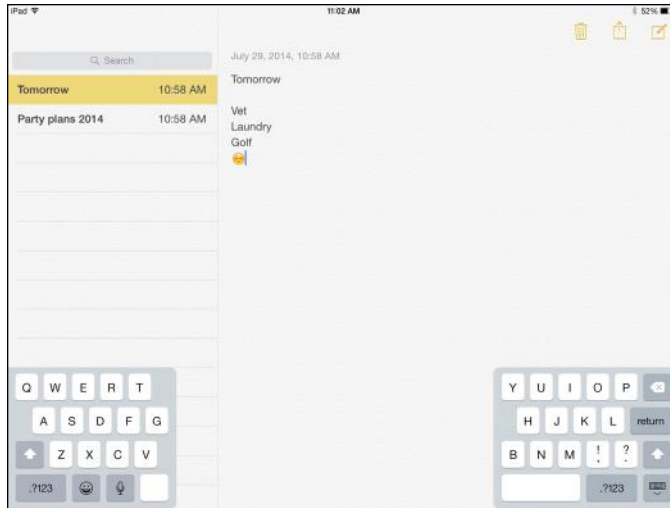 iPad 11:02 AM 52%
Search
Tomorrow 10:58 AM
Party plans 2014 10:58 AM
July 29, 2014, 10:58 AM
Tomorrow
Vet
Laundry
Golf
😊
Q W E R T
A S D F G
Z X C V
.?123
Y U I O P
H J K L return
B N M ! , ? .
.?123